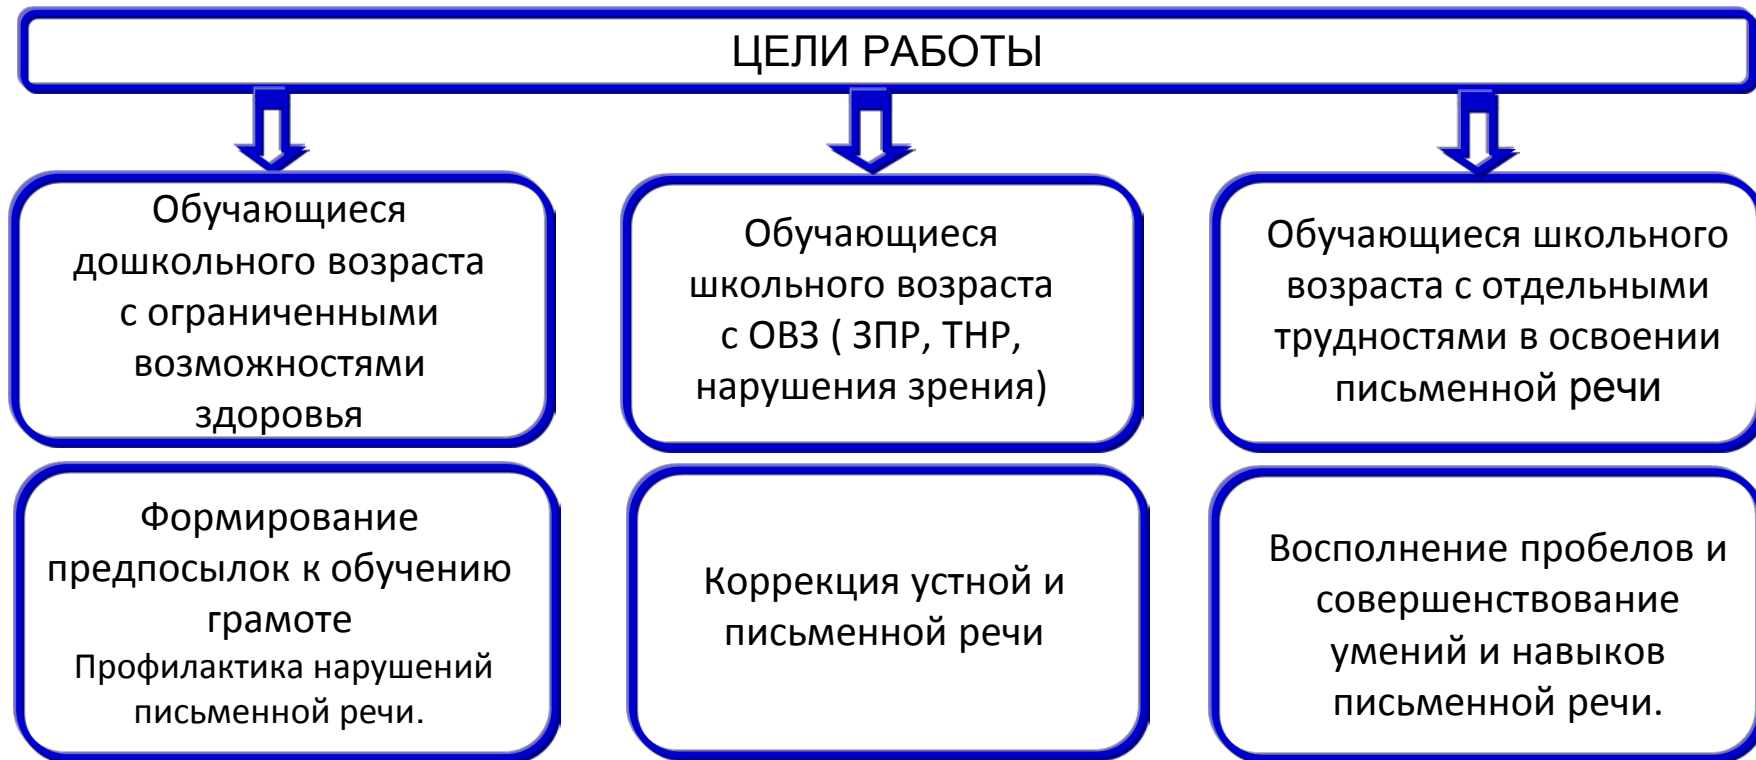 ЦЕЛИ РАБОТЫ
Обучающиеся
дошкольного возраста
с ограниченными
возможностями
здоровья
Обучающиеся
школьного возраста
с ОВЗ ( ЗПР, ТНР,
нарушения зрения)
Обучающиеся школьного
возраста с отдельными
трудностями в освоении
письменной речи
Формирование
предпосылок к обучению
грамоте
Профилактика нарушений
письменной речи.
Коррекция устной и
письменной речи
Восполнение пробелов и
совершенствование
умений и навыков
письменной речи.